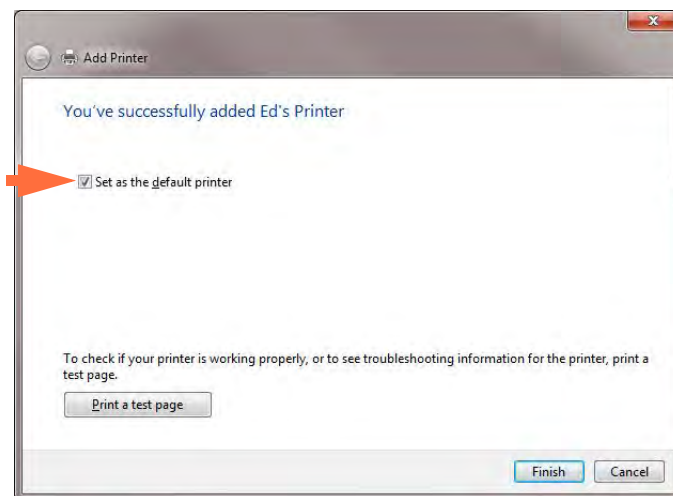 Add Printer
You've successfully added Ed's Printer
Set as the default printer
To check if your printer is working properly, or to see troubleshooting information for the printer, print a
test page.
Print a test page
Finish Cancel